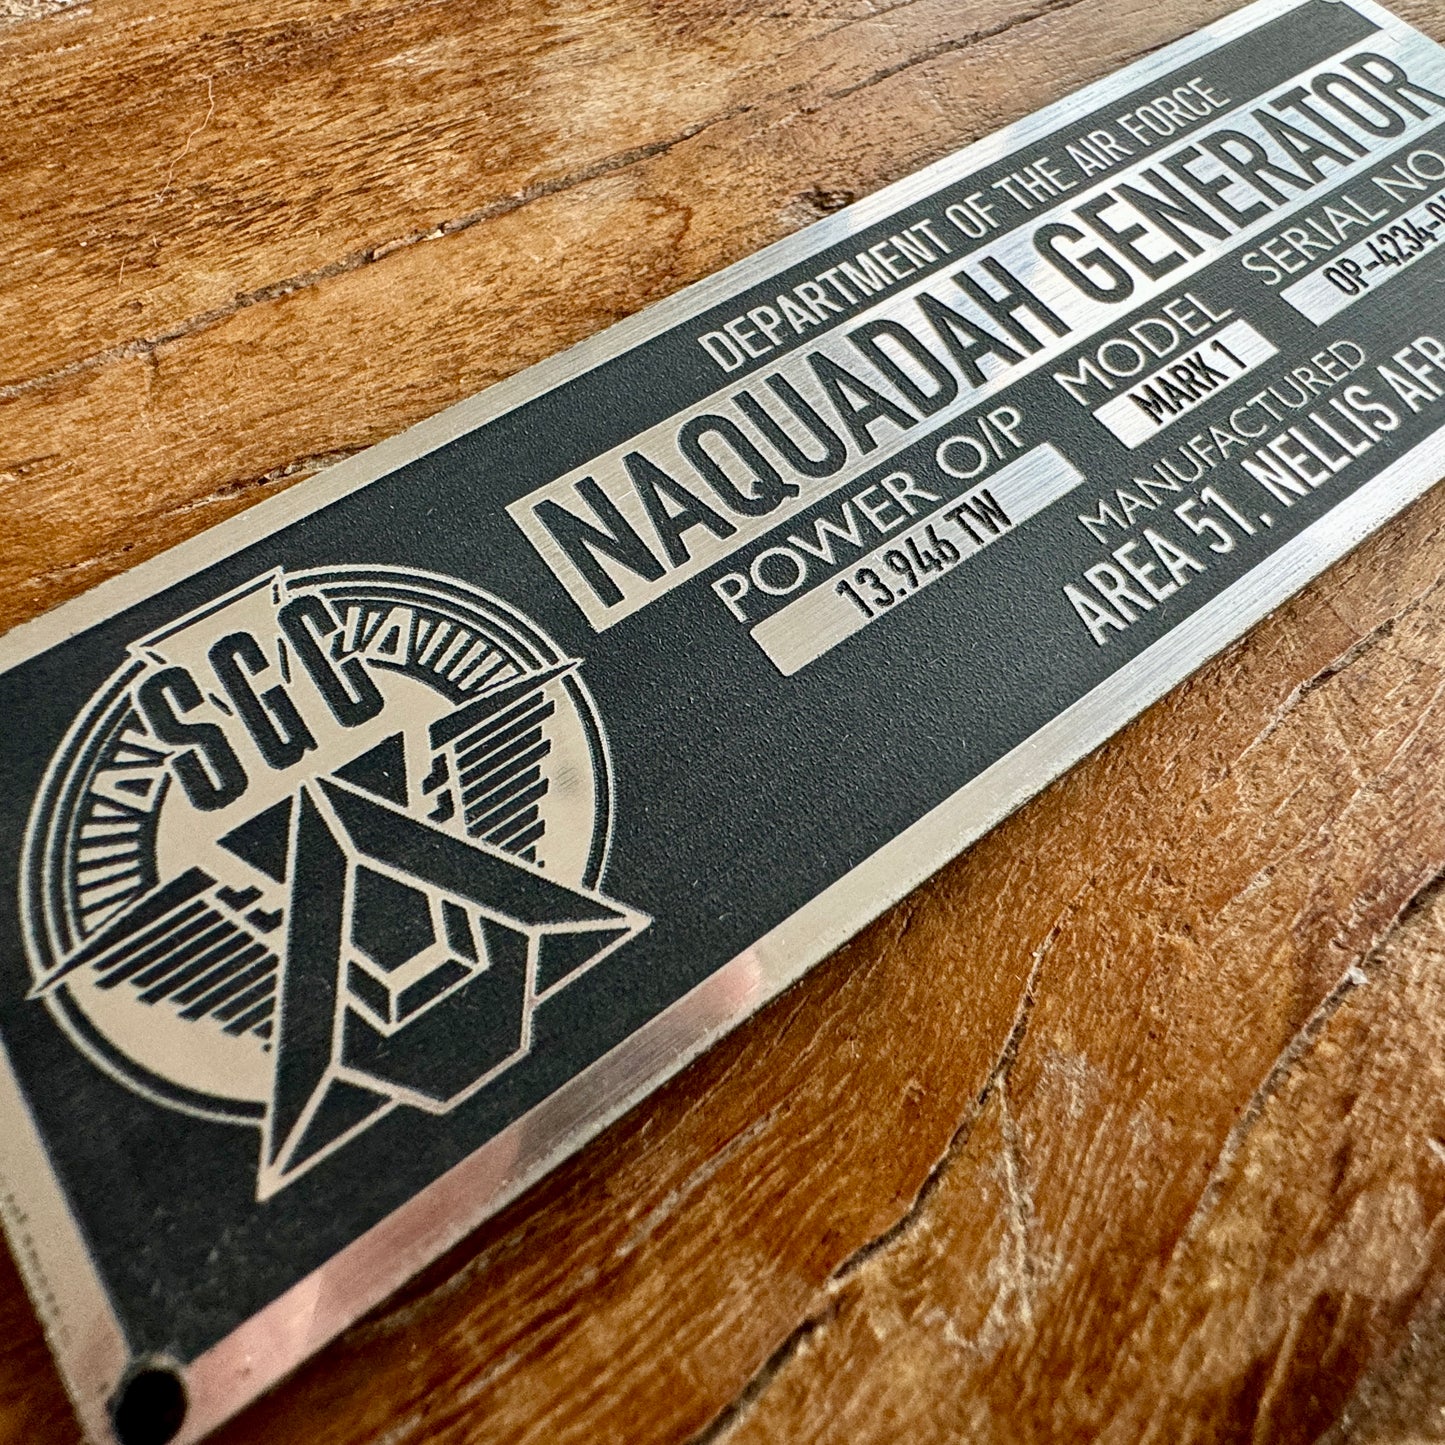 SGC
DEPARTMENT OF THE AIR FORCE
NAQUADAH GENERATOR
POWER O/P
13.946 TW
MODEL
MARK 1
SERIAL NO
MANUFACTURED
AREA 51, NELLIS AFB